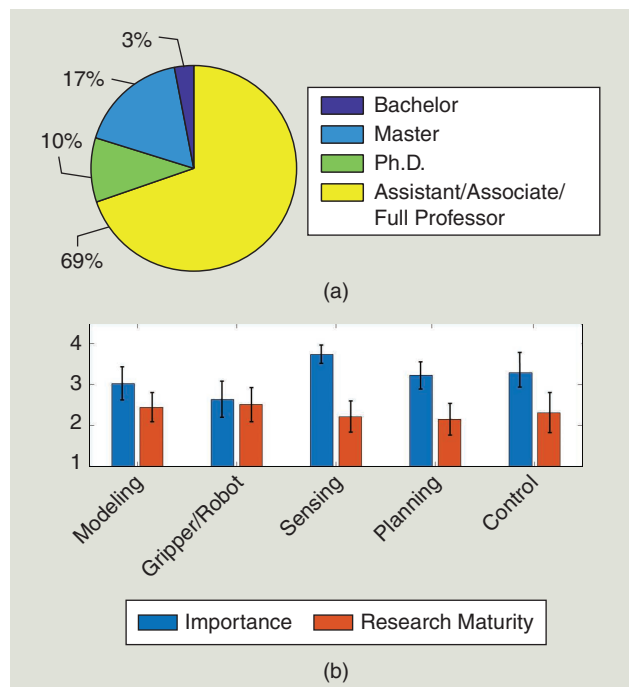 3%
17%
10%
69%
Bachelor
Master
Ph.D.
Assistant/Associate/
Full Professor
(a)
4
3
2
1
Modeling
Gripper/Robot
Sensing
Planning
Control
Importance
Research Maturity
(b)